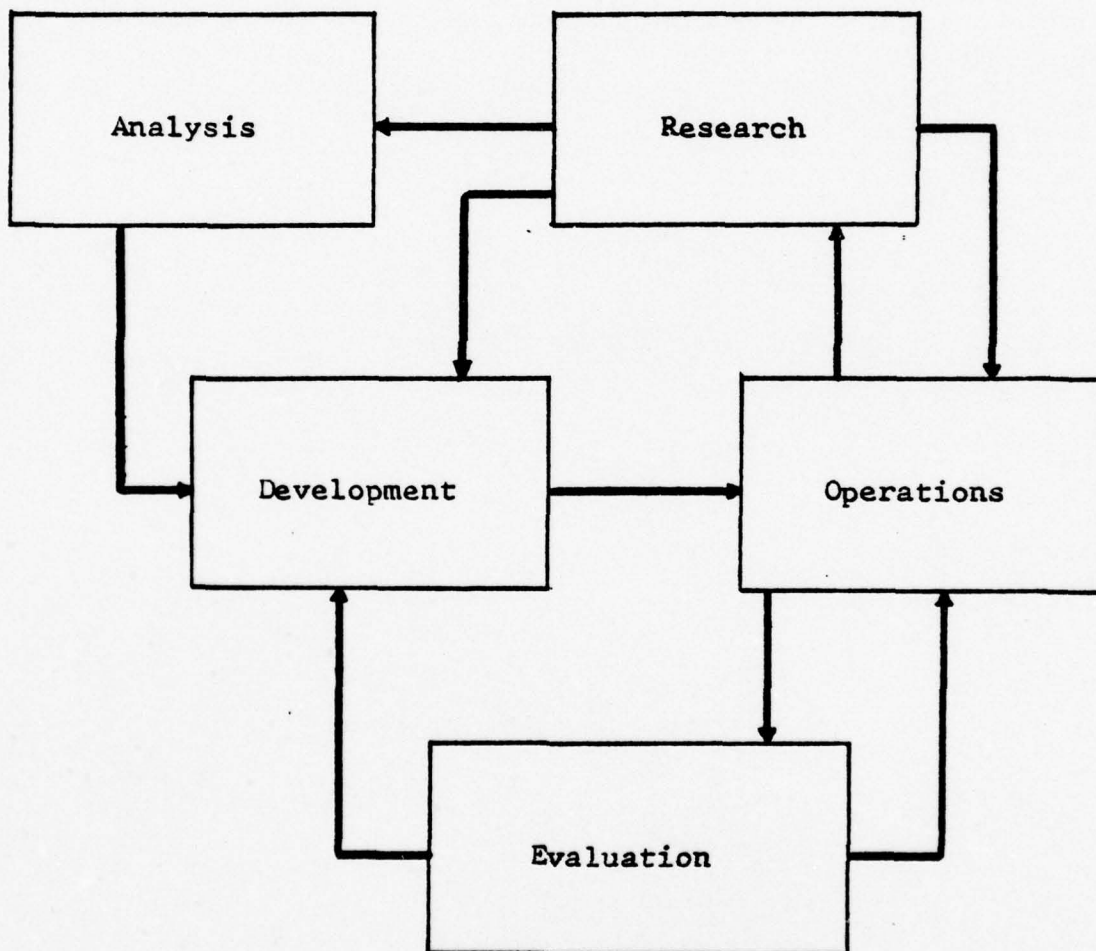 Analysis
Research
Development
Operations
Evaluation